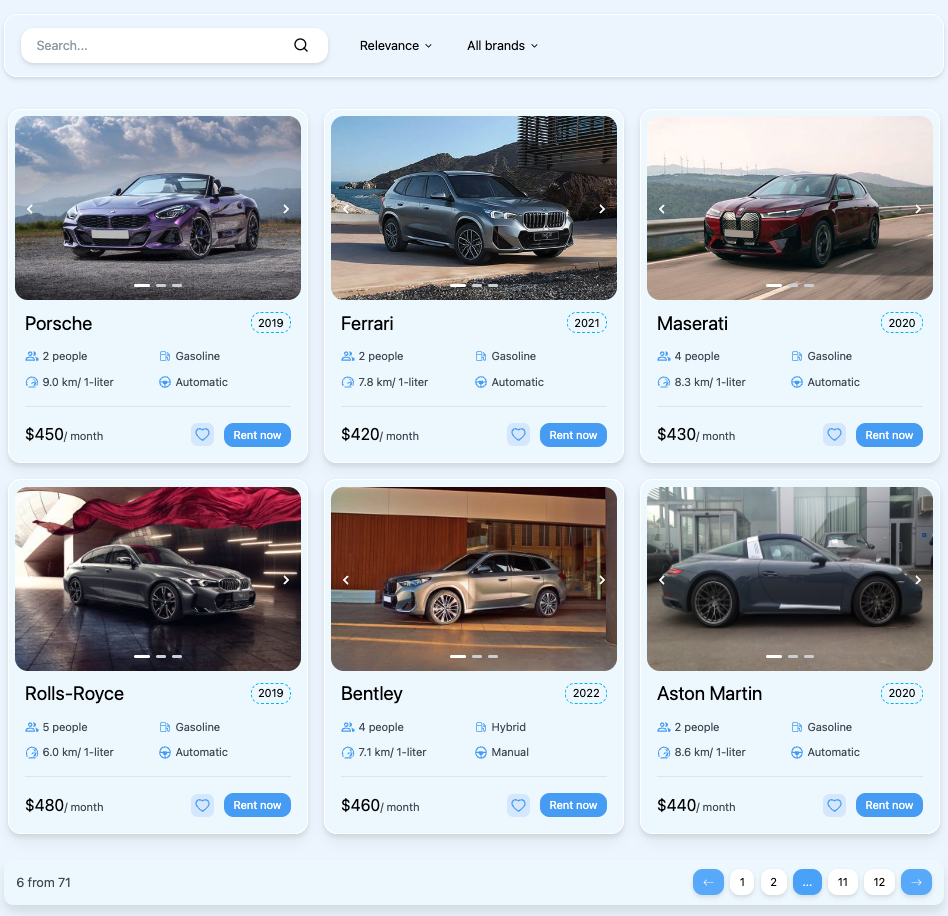 Search...
Relevance
All brands
Porsche 2019
2 people Gasoline
9.0 km/ 1-liter Automatic
$450/ month Rent now
Ferrari 2021
2 people Gasoline
7.8 km/ 1-liter Automatic
$420/ month Rent now
Maserati 2020
4 people Gasoline
8.3 km/ 1-liter Automatic
$430/ month Rent now
Rolls-Royce 2019
5 people Gasoline
6.0 km/ 1-liter Automatic
$480/ month Rent now
Bentley 2022
4 people Hybrid
7.1 km/ 1-liter Manual
$460/ month Rent now
Aston Martin 2020
2 people Gasoline
8.6 km/ 1-liter Automatic
$440/ month Rent now
6 from 71
← 1 2 ... 11 12 →